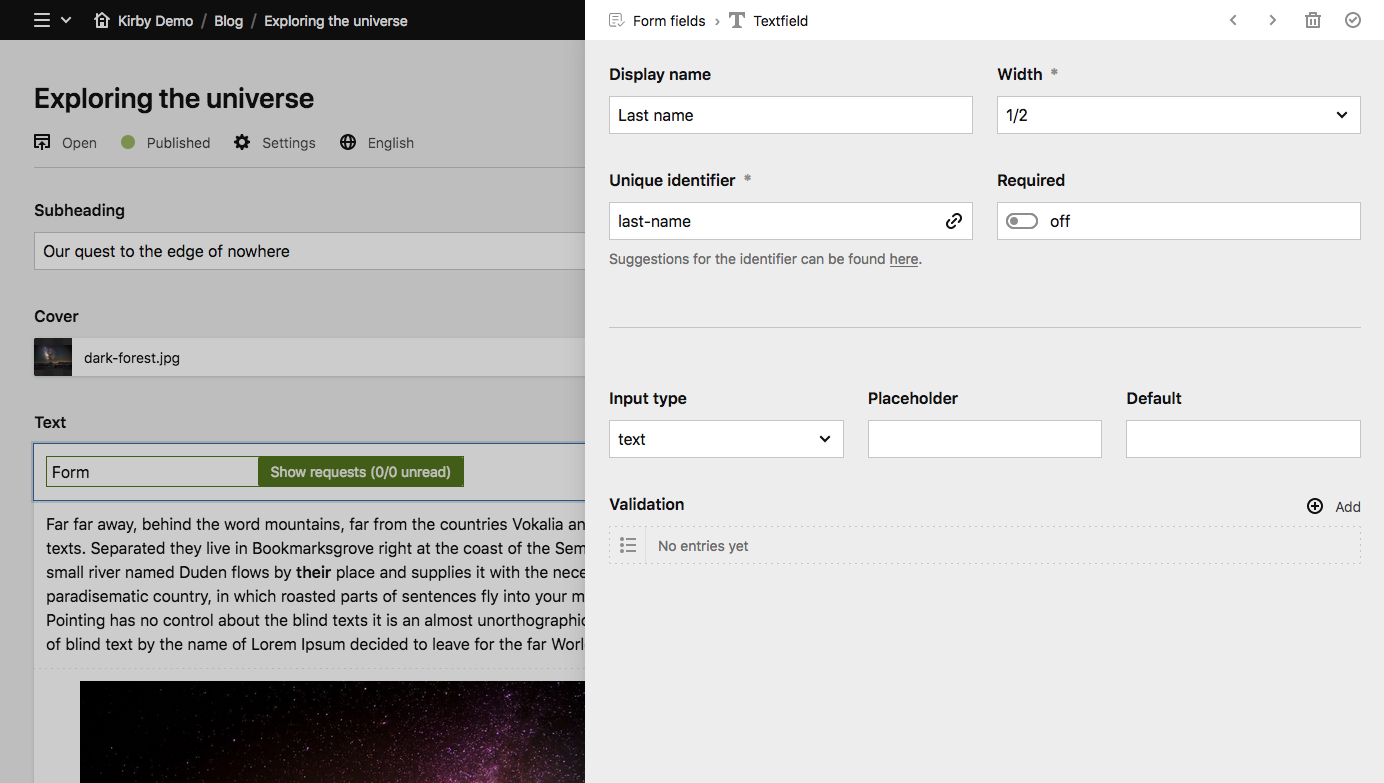 Kirby Demo / Blog / Exploring the universe
Exploring the universe
Open Published Settings English
Subheading
Our quest to the edge of nowhere
Cover
dark-forest.jpg
Text
Form Show requests (0/0 unread)
Far far away, behind the word mountains, far from the countries Vokalia an
texts. Separated they live in Bookmarksgrove right at the coast of the Sem
small river named Duden flows by their place and supplies it with the nece
paradisematic country, in which roasted parts of sentences fly into your m
Pointing has no control about the blind texts it is an almost unorthographic
of blind text by the name of Lorem Ipsum decided to leave for the far Worl
Form fields › Textfield
Display name
Last name
Width *
1/2
Unique identifier *
last-name
Suggestions for the identifier can be found here.
Required
off
Input type
text
Placeholder
Default
Validation
Add
No entries yet